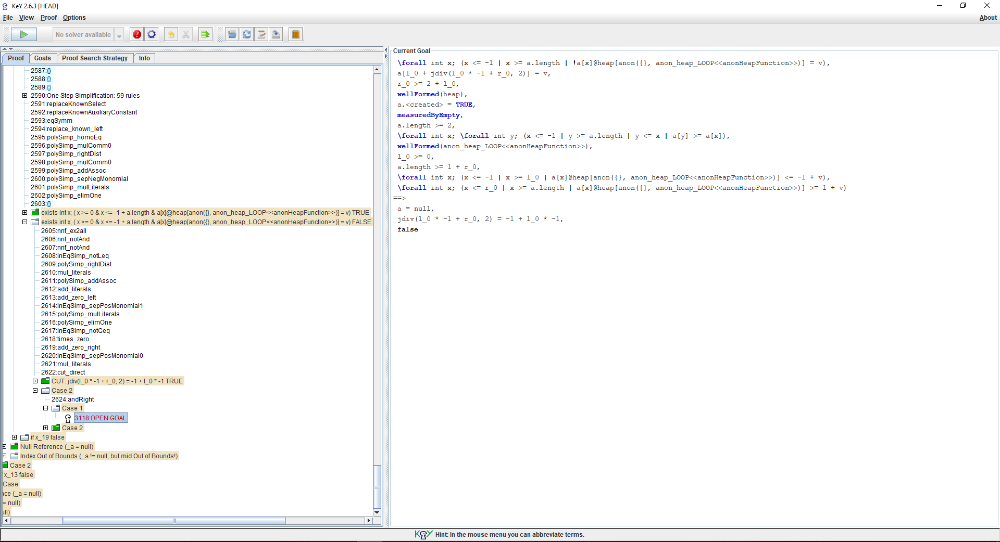 KeY 2.6.3 [HEAD]
File View Proof Options About
No solver available
Proof Goals Proof Search Strategy Info
2587:{}
2588:{}
2589:{}
2590:One Step Simplification: 59 rules
2591:replaceKnownSelect
2592:replaceKnownAuxiliaryConstant
2593:eqSymm
2594:replace_known_left
2595:polySimp_homoEq
2596:polySimp_mulComm0
2597:polySimp_rightDist
2598:polySimp_mulComm0
2599:polySimp_addAssoc
2600:polySimp_sepNegMonomial
2601:polySimp_mulLiterals
2602:polySimp_elimOne
2603:{}
exists int x; ( x >= 0 & x <= -1 + a.length & a[x]@heap[anon({}, anon_heap_LOOP<<anonHeapFunction>>)] = v) TRUE
exists int x; ( x >= 0 & x <= -1 + a.length & a[x]@heap[anon({}, anon_heap_LOOP<<anonHeapFunction>>)] = v) FALSE
2605:nnf_ex2all
2606:nnf_notAnd
2607:nnf_notAnd
2608:inEqSimp_notLeq
2609:polySimp_rightDist
2610:mul_literals
2611:polySimp_addAssoc
2612:add_literals
2613:add_zero_left
2614:inEqSimp_sepPosMonomial1
2615:polySimp_mulLiterals
2616:polySimp_elimOne
2617:inEqSimp_notGeq
2618:times_zero
2619:add_zero_right
2620:inEqSimp_sepPosMonomial0
2621:mul_literals
2622:cut_direct
CUT: jdiv(l_0 * -1 + r_0, 2) = -1 + l_0 * -1 TRUE
Case 2
2624:andRight
Case 1
3118:OPEN GOAL
Case 2
if x_19 false
Null Reference (_a = null)
Index Out of Bounds (_a != null, but mid Out of Bounds!)
Case 2
x_13 false
Case
nce (_a = null)
= null)
ull)
Current Goal
\forall int x; (x <= -1 | x >= a.length | !a[x]@heap[anon({}, anon_heap_LOOP<<anonHeapFunction>>)] = v),
a[l_0 + jdiv(l_0 * -1 + r_0, 2)] = v,
r_0 >= 2 + l_0,
wellFormed(heap),
a.<created> = TRUE,
measuredByEmpty,
a.length >= 2,
\forall int x; \forall int y; (x <= -1 | y >= a.length | y <= x | a[y] >= a[x]),
wellFormed(anon_heap_LOOP<<anonHeapFunction>>),
l_0 >= 0,
a.length >= 1 + r_0,
\forall int x; (x <= -1 | x >= l_0 | a[x]@heap[anon({}, anon_heap_LOOP<<anonHeapFunction>>)] <= -1 + v),
\forall int x; (x <= r_0 | x >= a.length | a[x]@heap[anon({}, anon_heap_LOOP<<anonHeapFunction>>)] >= 1 + v)
==>
a = null,
jdiv(l_0 * -1 + r_0, 2) = -1 + l_0 * -1,
false
KeY Hint: In the mouse menu you can abbreviate terms.